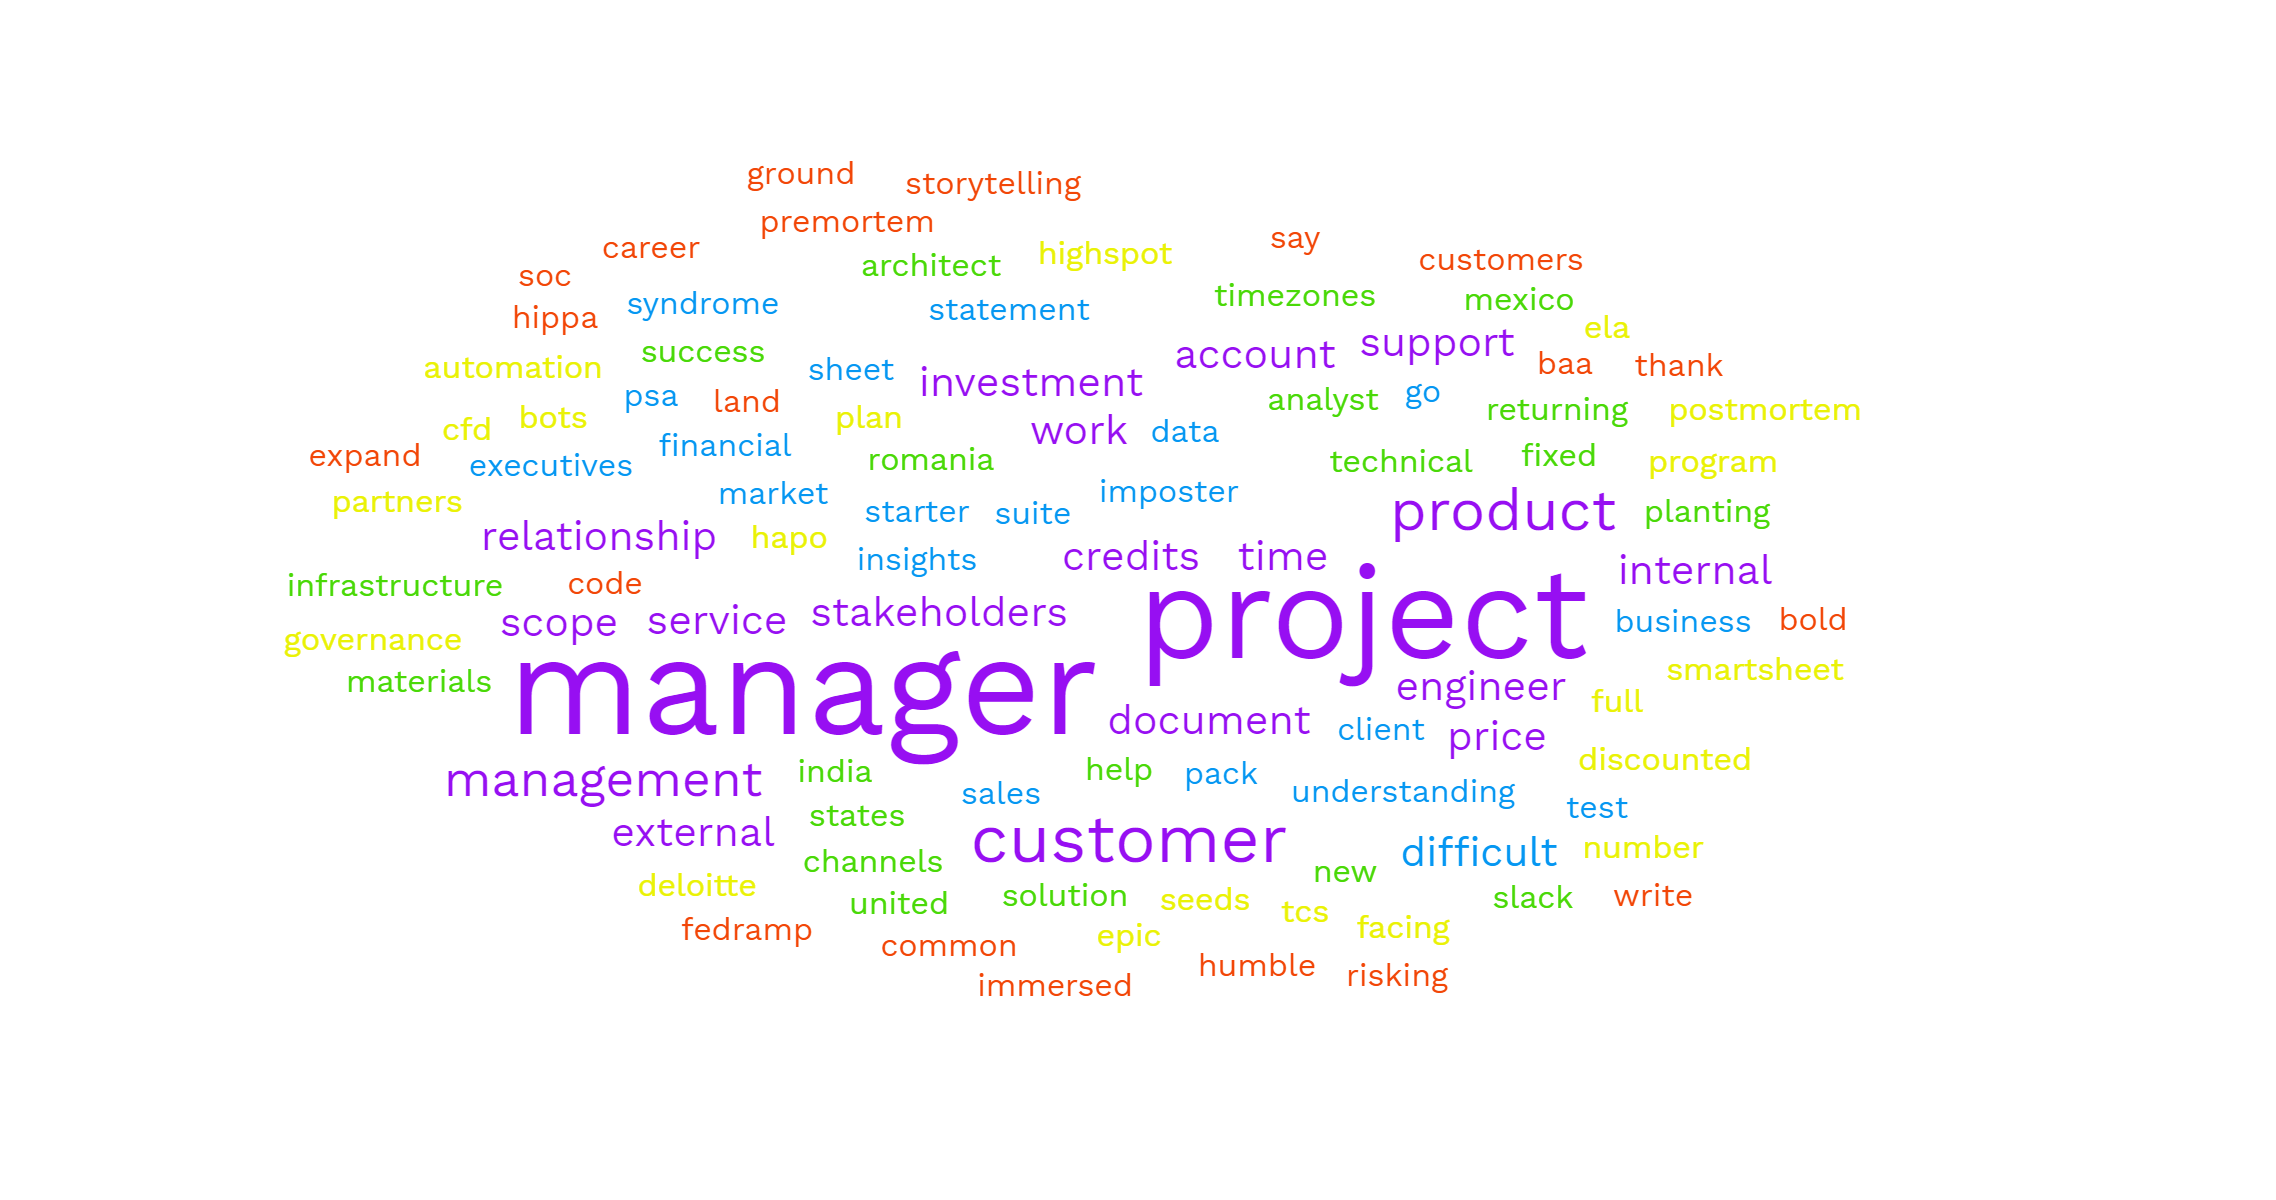 ground
storytelling
premortem
say
career
architect
highspot
customers
soc
syndrome
statement
timezones
mexico
hippa
ela
automation
success
sheet
investment
account
support
baa
thank
psa
land
plan
analyst
go
returning
postmortem
cfd
bots
financial
work
data
expand
executives
romania
technical
fixed
program
partners
market
starter
suite
imposter
product
planting
relationship
hapo
insights
credits
time
internal
infrastructure
code
scope
service
stakeholders
project
business
bold
governance
materials
manager
engineer
full
smartsheet
document
client
price
discounted
management
india
help
pack
sales
understanding
test
states
external
channels
customer
difficult
number
new
deloitte
united
solution
seeds
tcs
slack
write
fedramp
common
epic
facing
immersed
humble
risking